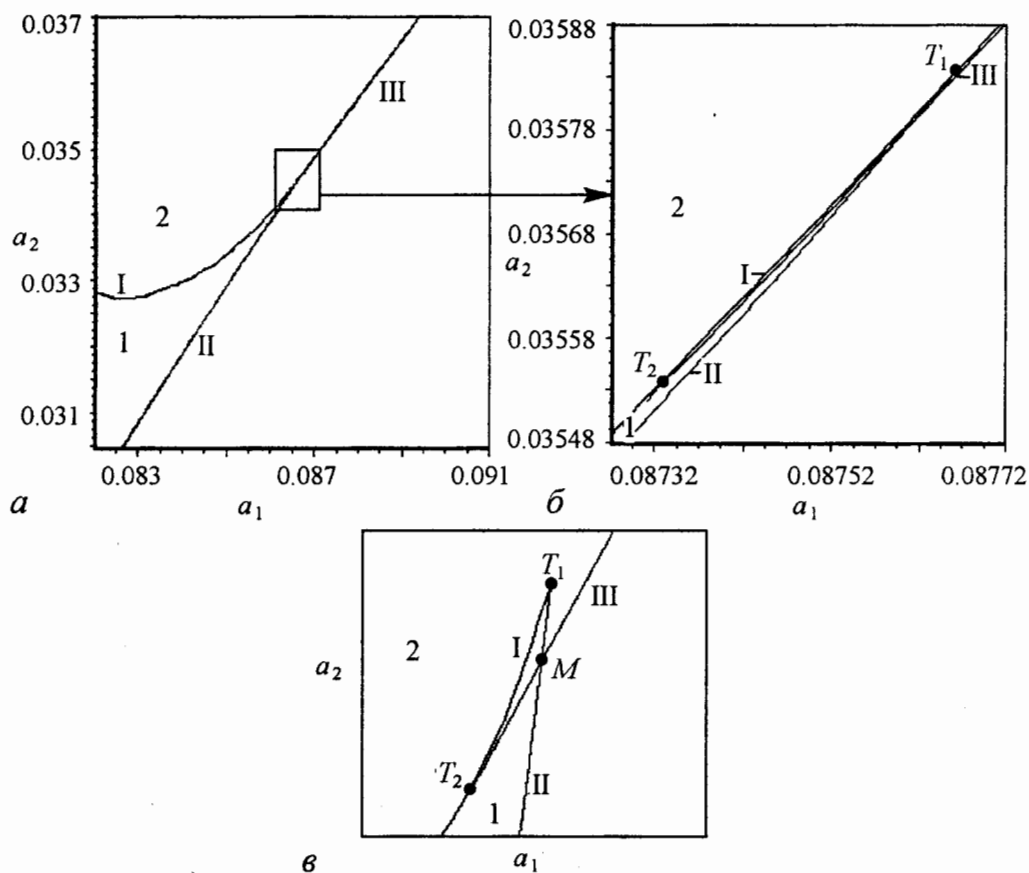 0.037
III
0.035
2
a₂
0.033
I
1
II
0.031
0.083
0.087
0.091
а
a₁
0.03588
T₁
III
0.03578
2
0.03568
a₂
I
0.03558
T₂
II
0.03548
1
0.08732
0.08752
0.08772
б
a₁
T₁
III
2
I
a₂
M
T₂
II
1
в
a₁